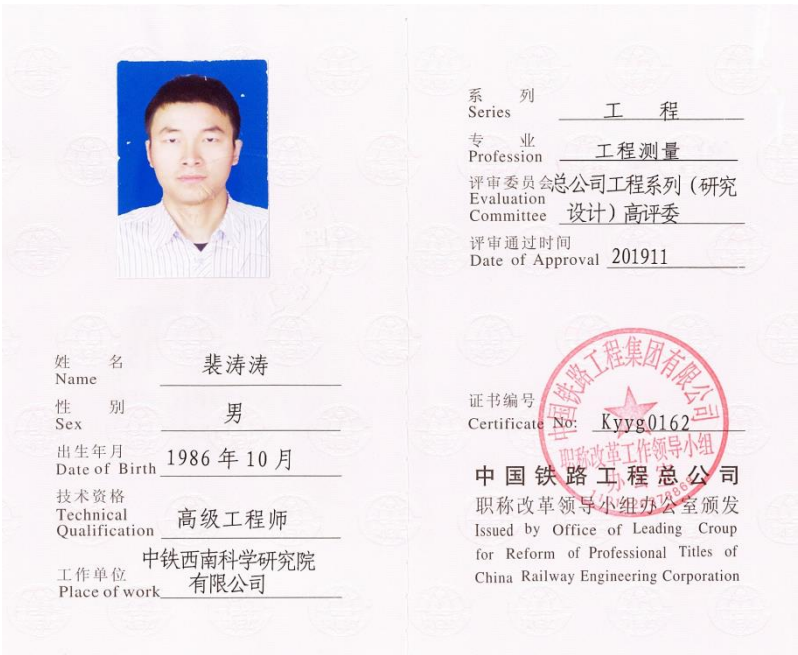 姓 名 裴涛涛
Name
性 别 男
Sex
出生年月 1986 年 10 月
Date of Birth
技术资格
Technical 高级工程师
Qualification
中铁西南科学研究院
工作单位 有限公司
Place of work
系 列 工 程
Series
专 业 工程测量
Profession
评审委员会总公司工程系列(研究
Evaluation
Committee 设计)高评委
评审通过时间 201911
Date of Approval
证书编号
Certificate No: Kyyg0162
中国铁路工程集团有限公司
职称改革工作领导小组
办公室
中国铁路工程总公司
职称改革领导小组办公室颁发
Issued by Office of Leading Croup
for Reform of Professional Titles of
China Railway Engineering Corporation